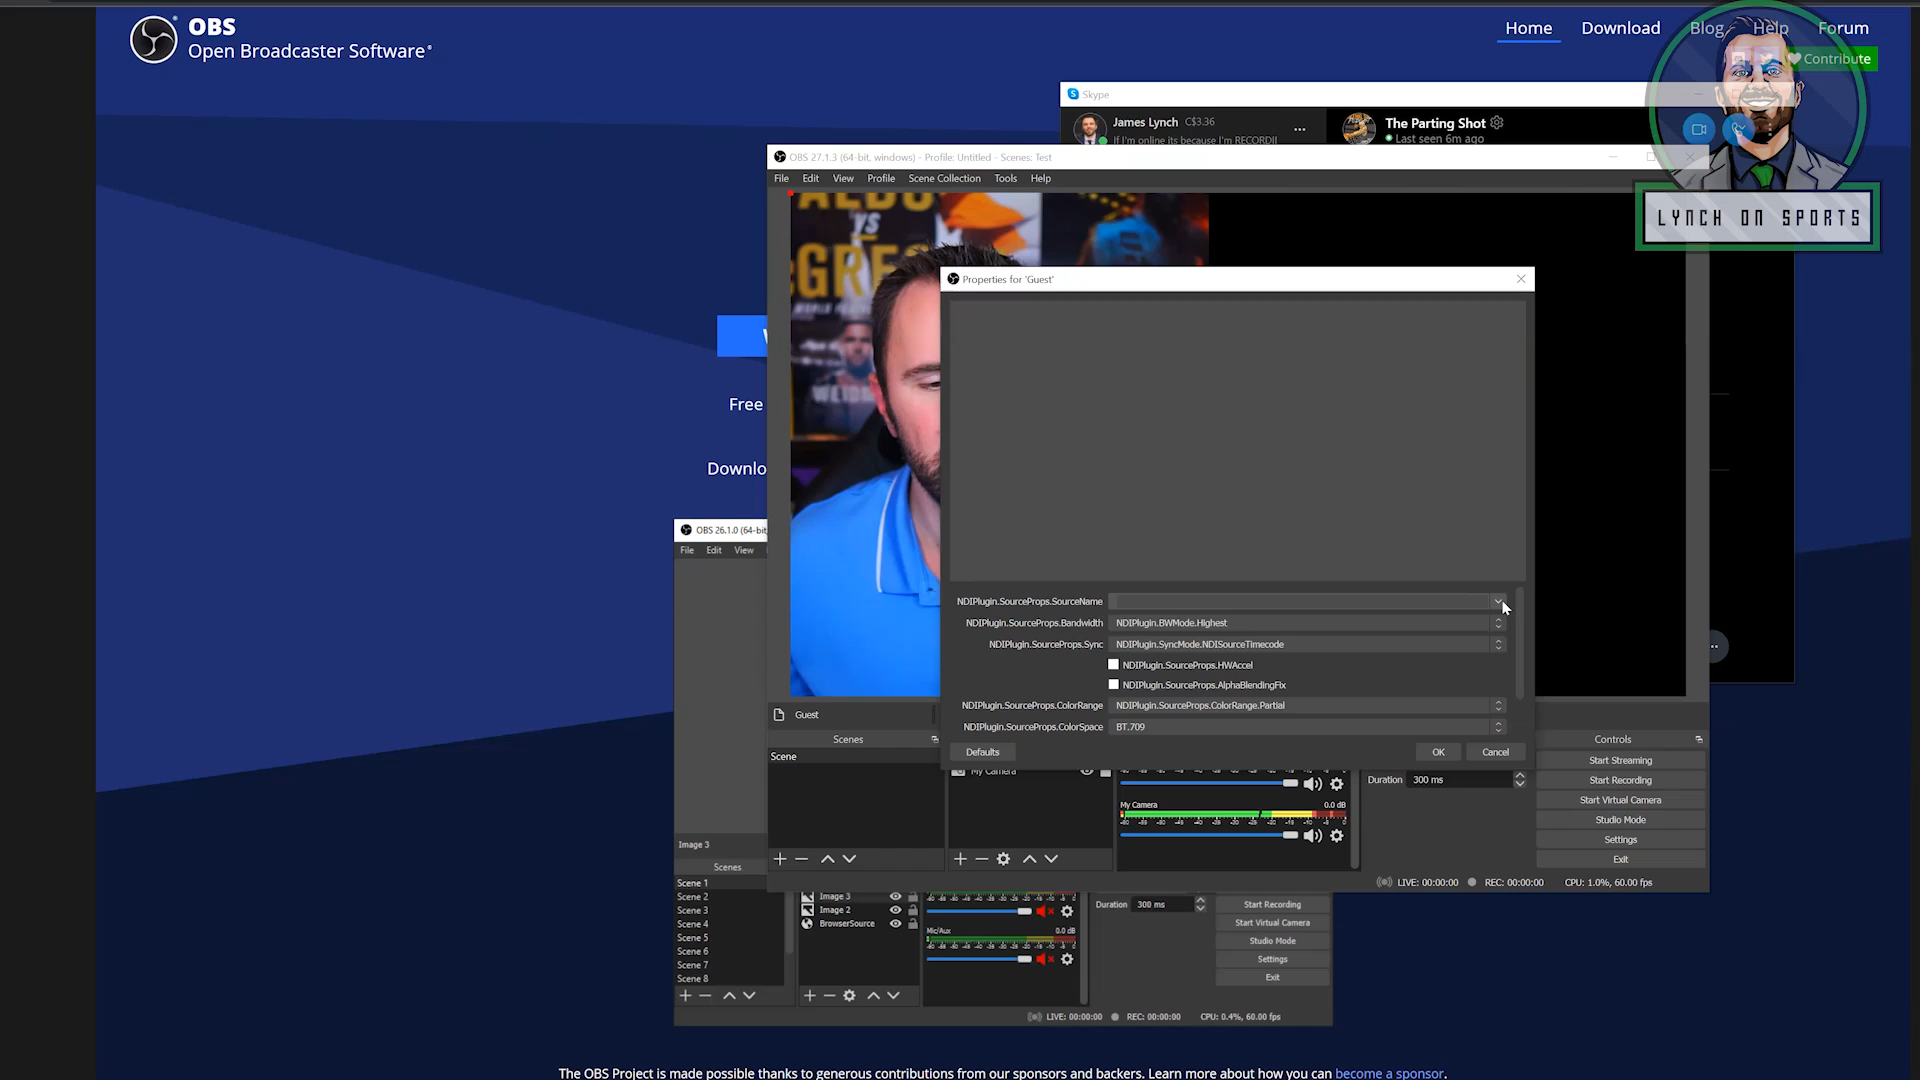 OBS
Open Broadcaster Software
Home
Download
Blog
Help
Forum
Contribute
LYNCH ON SPORTS
Skype
James Lynch C$3.36
If I'm online its because I'm RECORDI
The Parting Shot
Last seen 6m ago
OBS 27.1.3 (64-bit, windows) - Profile: Untitled - Scenes: Test
File Edit View Profile Scene Collection Tools Help
Properties for 'Guest'
Free
Downlo
NDIPlugin.SourceProps.SourceName
NDIPlugin.SourceProps.Bandwidth NDIPlugin.BWMode.Highest
NDIPlugin.SourceProps.Sync NDIPlugin.SyncMode.NDISourceTimecode
NDIPlugin.SourceProps.HWAccel
NDIPlugin.SourceProps.AlphaBlendingFix
NDIPlugin.SourceProps.ColorRange NDIPlugin.SourceProps.ColorRange.Partial
NDIPlugin.SourceProps.ColorSpace BT.709
Defaults
OK
Cancel
Guest
Scenes
Scene
My Camera
My Camera 0.0 dB
Duration 300 ms
Controls
Start Streaming
Start Recording
Start Virtual Camera
Studio Mode
Settings
Exit
LIVE: 00:00:00 REC: 00:00:00 CPU: 1.0%, 60.00 fps
OBS 26.1.0 (64-bit
File Edit View
Image 3
Scenes
Scene 1
Scene 2
Scene 3
Scene 4
Scene 5
Scene 6
Scene 7
Scene 8
Image 3
Image 2
BrowserSource
Mic/Aux 0.0 dB
Duration 300 ms
Start Recording
Start Virtual Camera
Studio Mode
Settings
Exit
LIVE: 00:00:00 REC: 00:00:00 CPU: 0.4%, 60.00 fps
The OBS Project is made possible thanks to generous contributions from our sponsors and backers. Learn more about how you can become a sponsor.